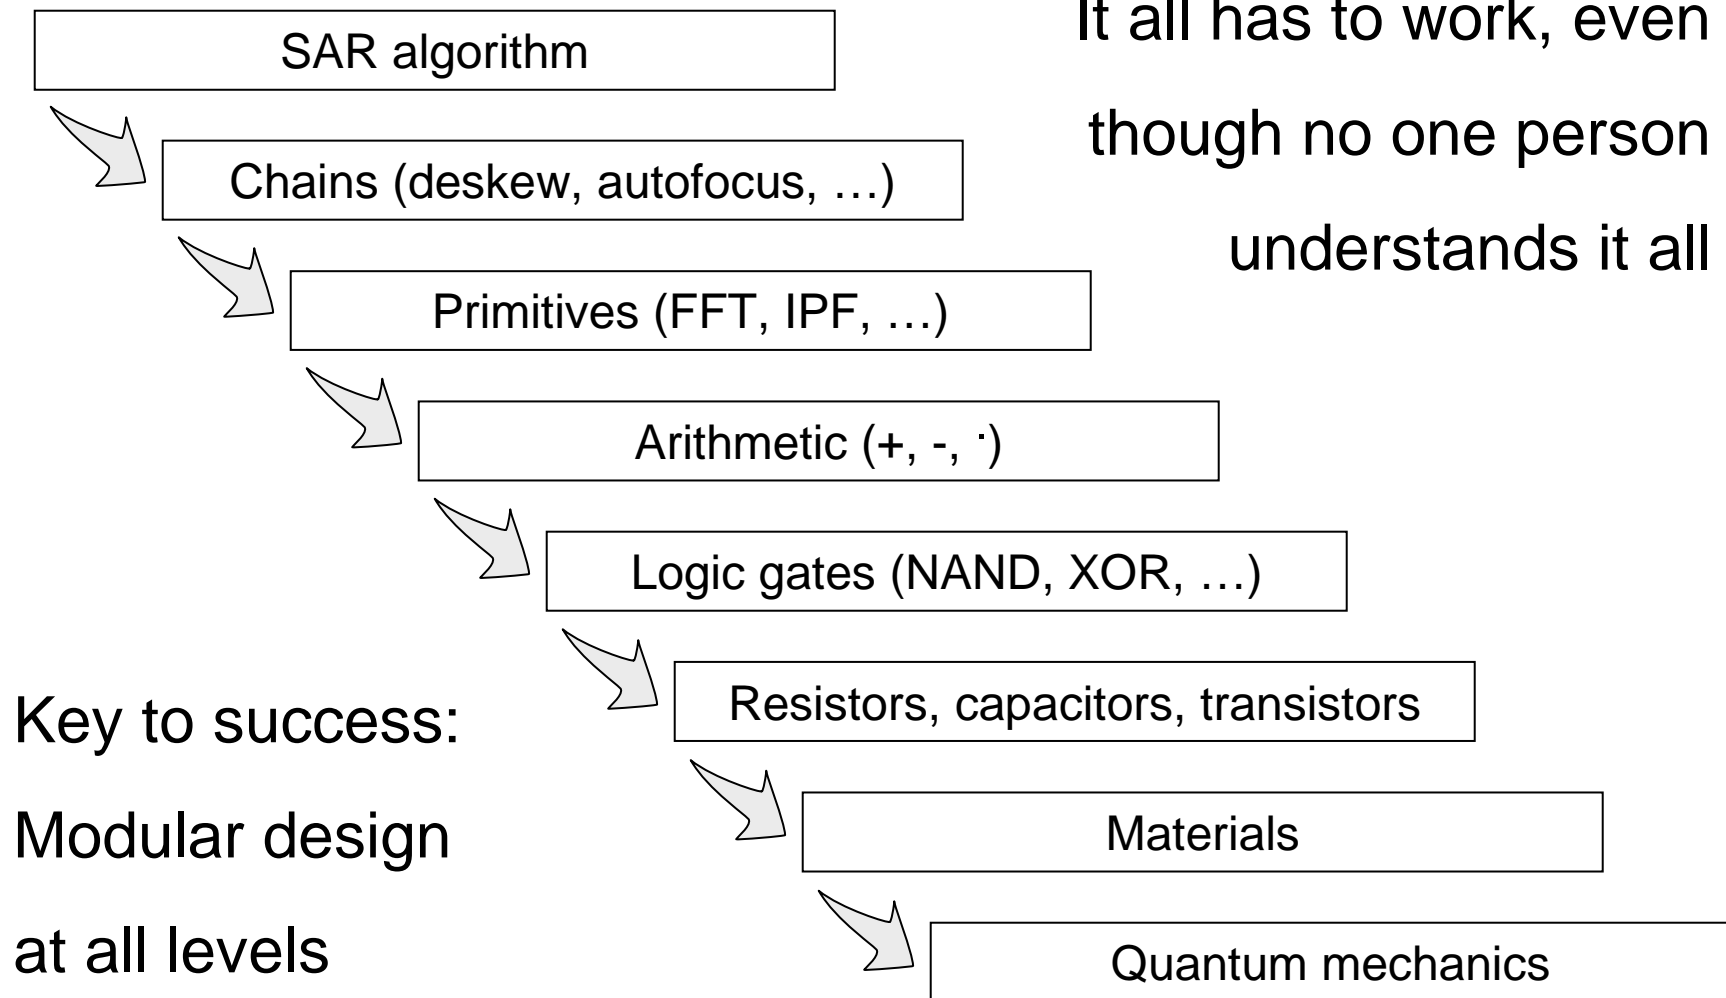 It all has to work, even
though no one person
understands it all
SAR algorithm
Chains (deskew, autofocus, …)
Primitives (FFT, IPF, …)
Arithmetic (+, -, ·)
Logic gates (NAND, XOR, …)
Resistors, capacitors, transistors
Materials
Quantum mechanics
Key to success:
Modular design
at all levels